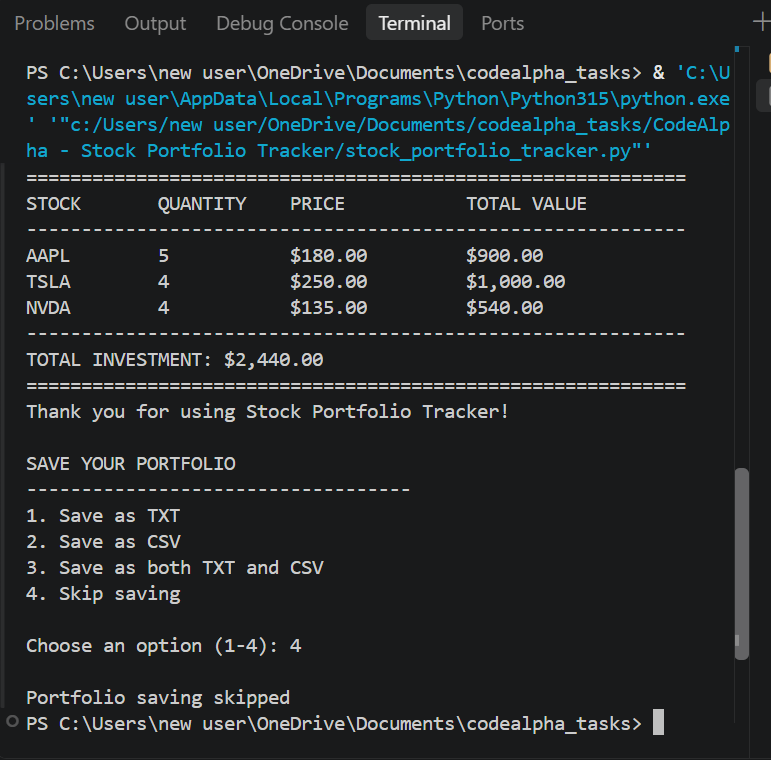 Problems Output Debug Console Terminal Ports
PS C:\Users\new user\OneDrive\Documents\codealpha_tasks> & 'C:\U
sers\new user\AppData\Local\Programs\Python\Python315\python.exe
' '"c:/Users/new user/OneDrive/Documents/codealpha_tasks/CodeAlp
ha - Stock Portfolio Tracker/stock_portfolio_tracker.py"'
============================================================
STOCK       QUANTITY    PRICE           TOTAL VALUE
------------------------------------------------------------
AAPL        5           $180.00         $900.00
TSLA        4           $250.00         $1,000.00
NVDA        4           $135.00         $540.00
------------------------------------------------------------
TOTAL INVESTMENT: $2,440.00
============================================================
Thank you for using Stock Portfolio Tracker!
SAVE YOUR PORTFOLIO
-----------------------------------
1. Save as TXT
2. Save as CSV
3. Save as both TXT and CSV
4. Skip saving
Choose an option (1-4): 4
Portfolio saving skipped
PS C:\Users\new user\OneDrive\Documents\codealpha_tasks>